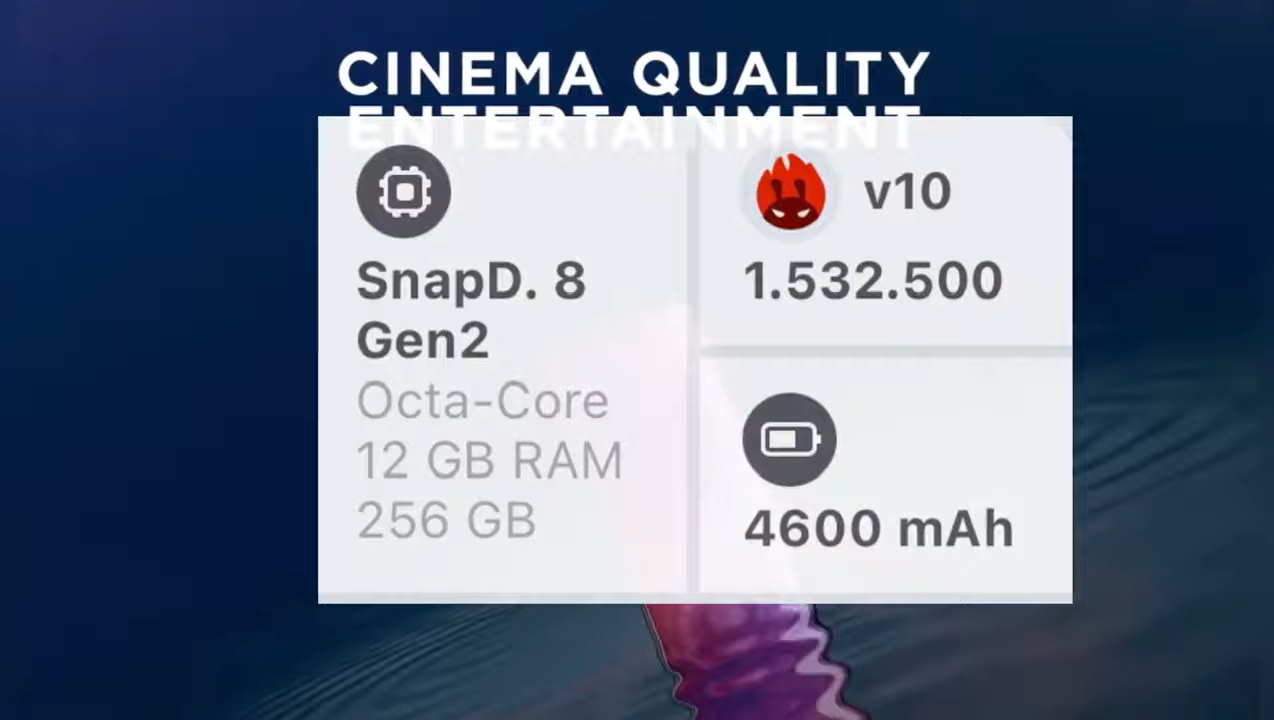 CINEMA QUALITY
ENTERTAINMENT
SnapD. 8
Gen2
Octa-Core
12 GB RAM
256 GB
v10
1.532.500
4600 mAh